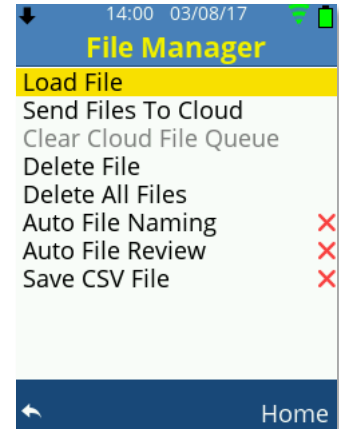 14:00 03/08/17
File Manager
Load File
Send Files To Cloud
Clear Cloud File Queue
Delete File
Delete All Files
Auto File Naming
Auto File Review
Save CSV File
Home